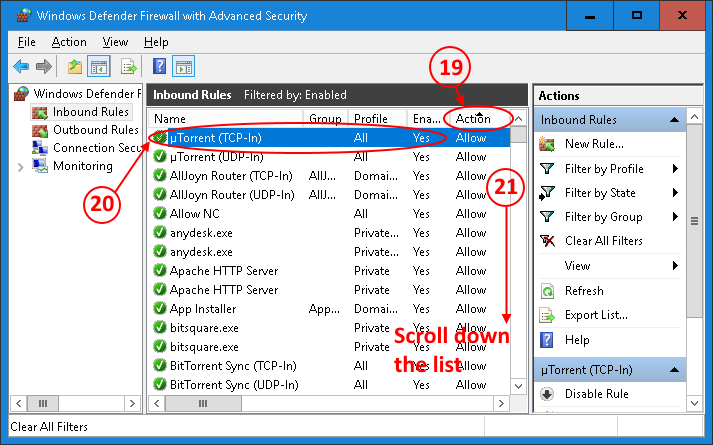 Windows Defender Firewall with Advanced Security
File Action View Help
Windows Defender F
Inbound Rules
Outbound Rules
Connection Secu
Monitoring
Inbound Rules Filtered by: Enabled
19
Name Group Profile Ena... Action
µTorrent (TCP-In) All Yes Allow
µTorrent (UDP-In) All Yes Allow
AllJoyn Router (TCP-In) AllJ... Domai... Yes Allow
AllJoyn Router (UDP-In) AllJ... Domai... Yes Allow
Allow NC All Yes Allow
anydesk.exe Private... Yes Allow
anydesk.exe Private... Yes Allow
Apache HTTP Server Private Yes Allow
Apache HTTP Server Private Yes Allow
App Installer App... Domai... Yes Allow
bitsquare.exe Private Yes Allow
bitsquare.exe Private Yes Allow
BitTorrent Sync (TCP-In) All Yes Allow
BitTorrent Sync (UDP-In) All Yes Allow
20
21
Scroll down
the list
Actions
Inbound Rules
New Rule...
Filter by Profile
Filter by State
Filter by Group
Clear All Filters
View
Refresh
Export List...
Help
µTorrent (TCP-In)
Disable Rule
Clear All Filters